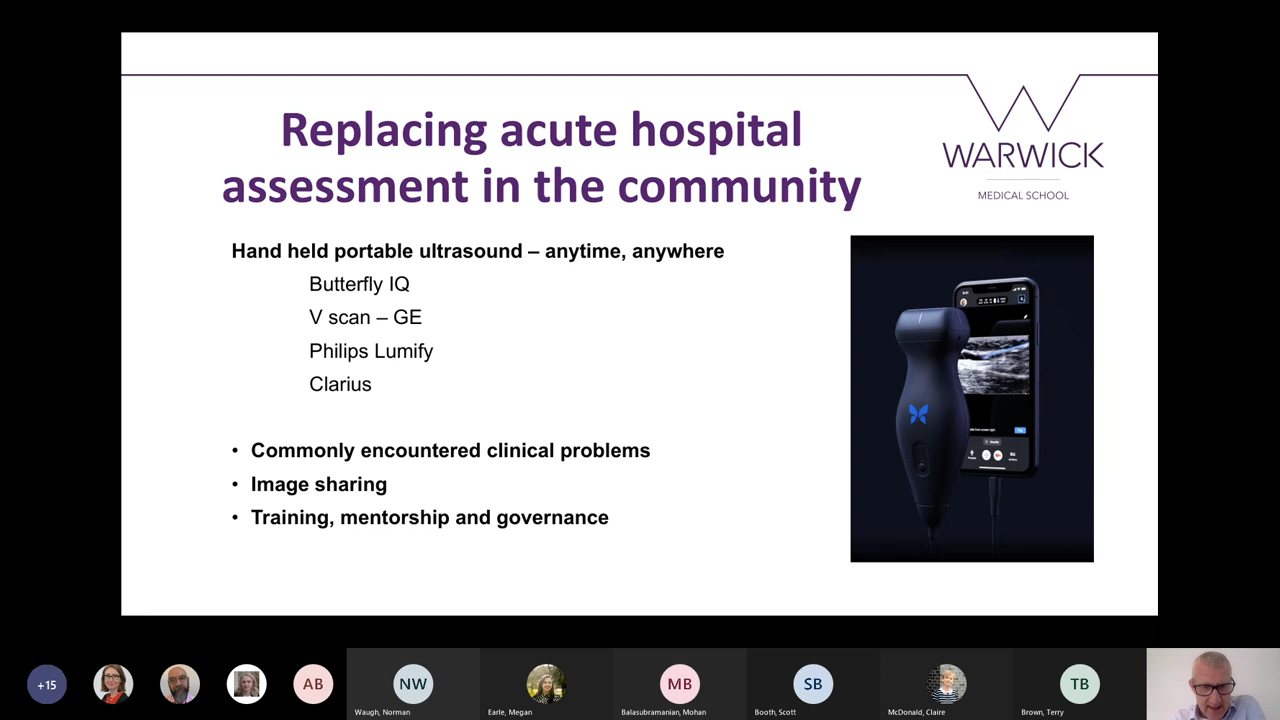 Replacing acute hospital
assessment in the community
WARWICK
MEDICAL SCHOOL
Hand held portable ultrasound – anytime, anywhere
Butterfly IQ
V scan – GE
Philips Lumify
Clarius
• Commonly encountered clinical problems
• Image sharing
• Training, mentorship and governance
+15
AB
NW
MB
SB
TB
Waugh, Norman
Earle, Megan
Balasubramanian, Mohan
Booth, Scott
McDonald, Claire
Brown, Terry